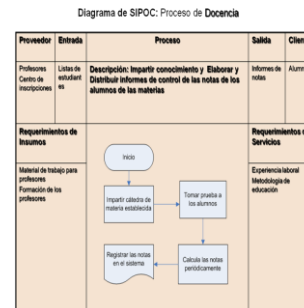 Diagrama de SIPOC: Proceso de Docencia
Proveedor
Entrada
Proceso
Salida
Clien
Profesores
Centro de
inscripciones
Listas de
estudiant
es
Descripción: Impartir conocimiento y Elaborar y
Distribuir informes de control de las notas de los
alumnos de las materias
Informes de
notas
Alumn
Requerimientos de
Insumos
Requerimientos d
Servicios
Material de trabajo para
profesores
Formación de los
profesores
Inicio
Impartir cátedra de
materia establecida
Tomar prueba a
los alumnos
Registrar las notas
en el sistema
Calcula las notas
periódicamente
Experiencia laboral
Metodología de
educación